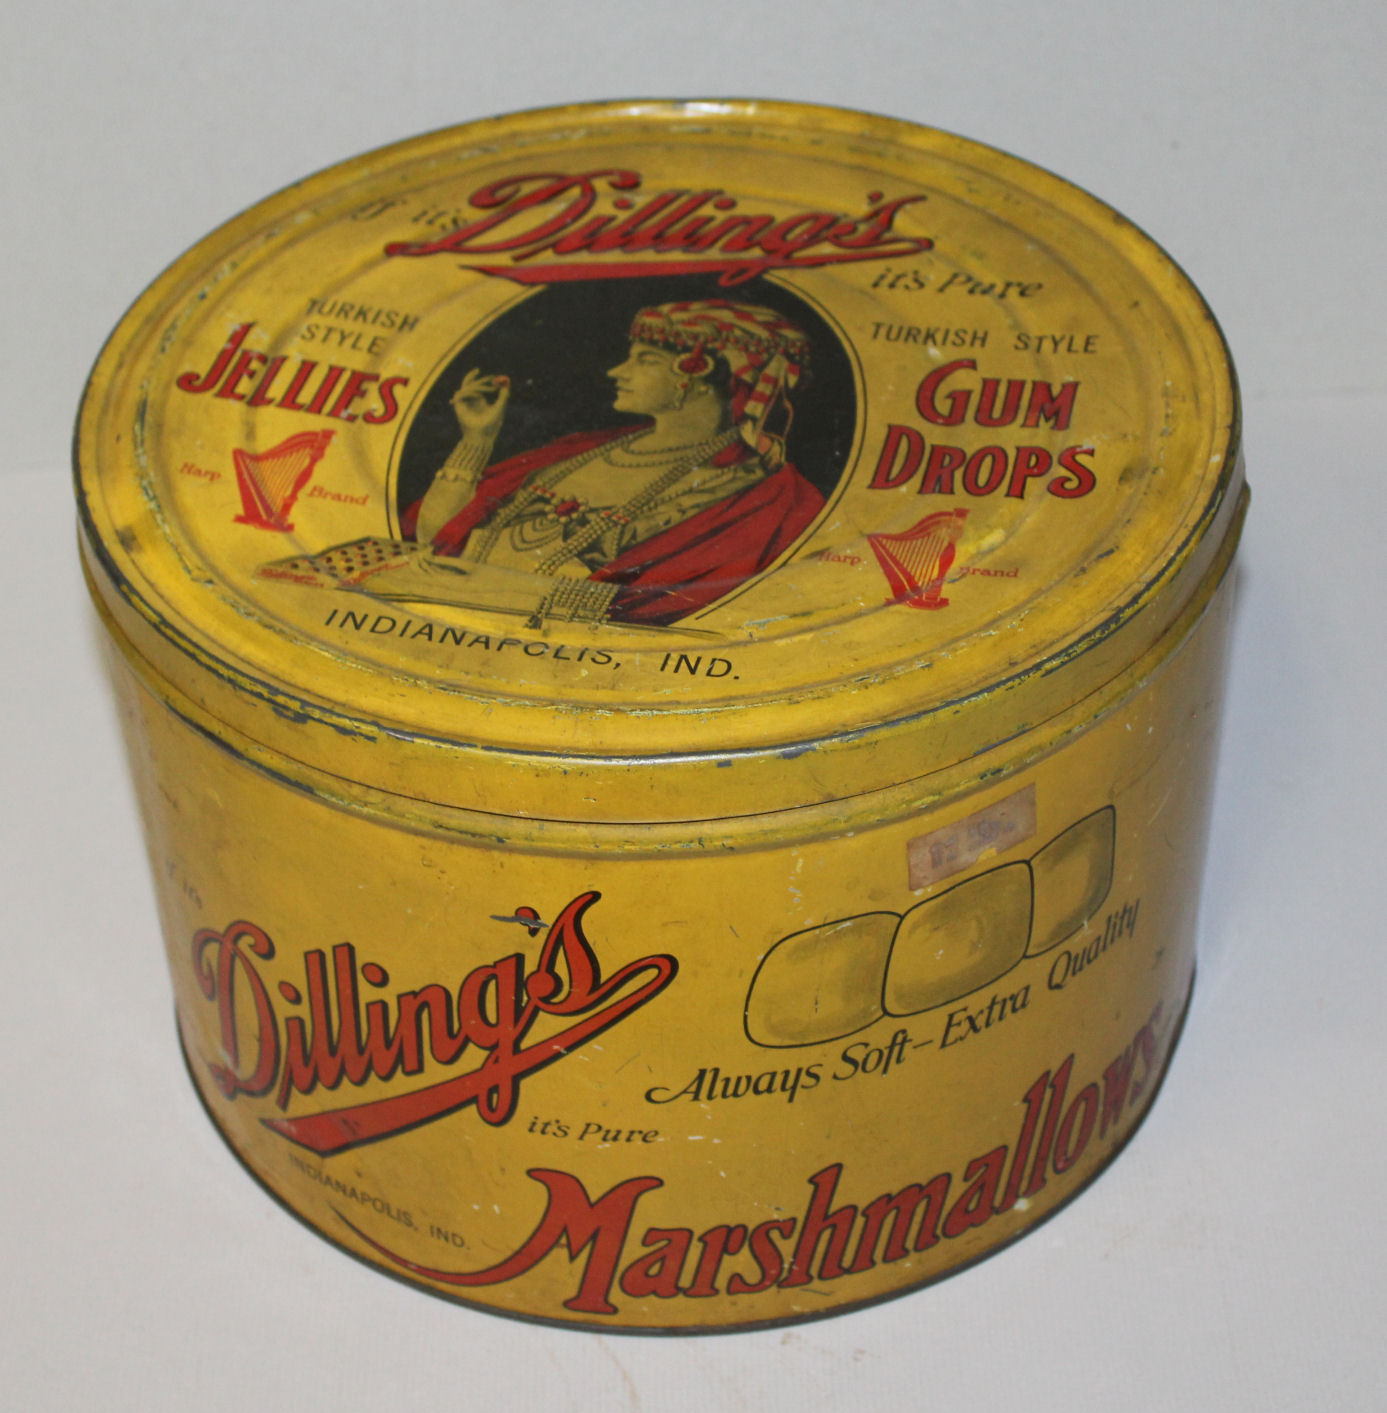 If it's Dilling's
it's Pure
TURKISH
STYLE
JELLIES
Harp Brand
TURKISH STYLE
GUM
DROPS
Harp Brand
INDIANAPOLIS, IND.
Dilling's
it's Pure
INDIANAPOLIS, IND.
Always Soft-Extra Quality
Marshmallows